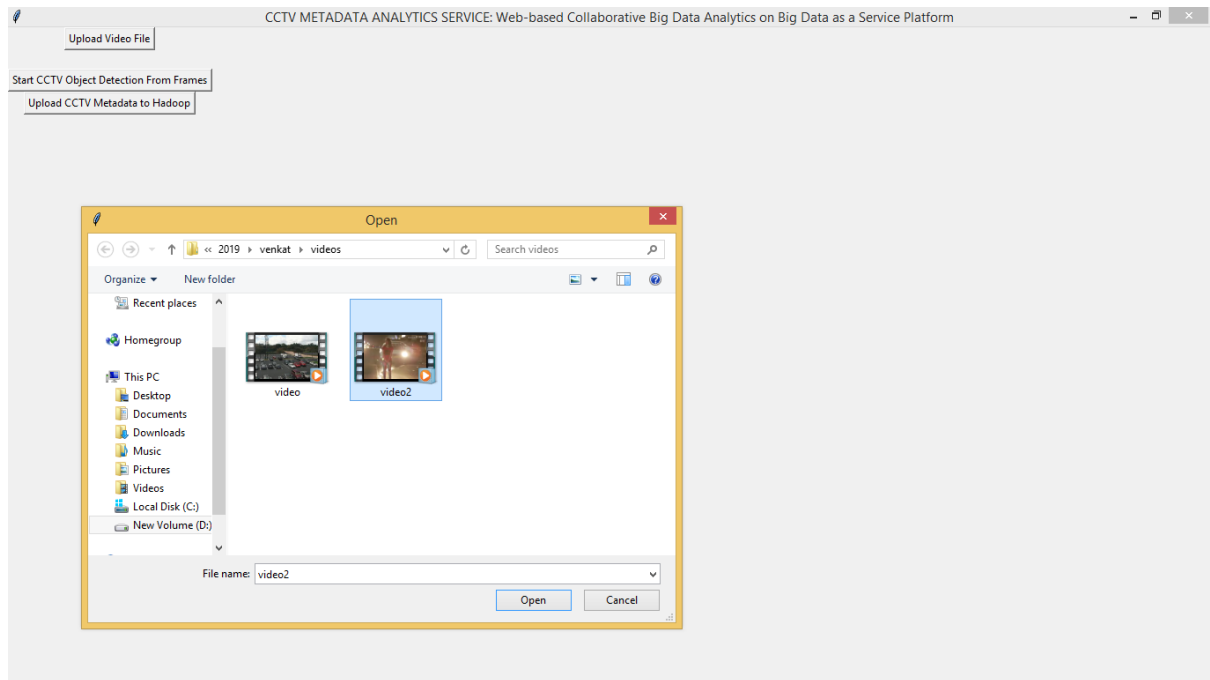 CCTV METADATA ANALYTICS SERVICE: Web-based Collaborative Big Data Analytics on Big Data as a Service Platform
Upload Video File
Start CCTV Object Detection From Frames
Upload CCTV Metadata to Hadoop
Open
« 2019 venkat videos
Search videos
Organize
New folder
Recent places
Homegroup
This PC
Desktop
Documents
Downloads
Music
Pictures
Videos
Local Disk (C:)
New Volume (D:)
video
video2
File name: video2
Open
Cancel